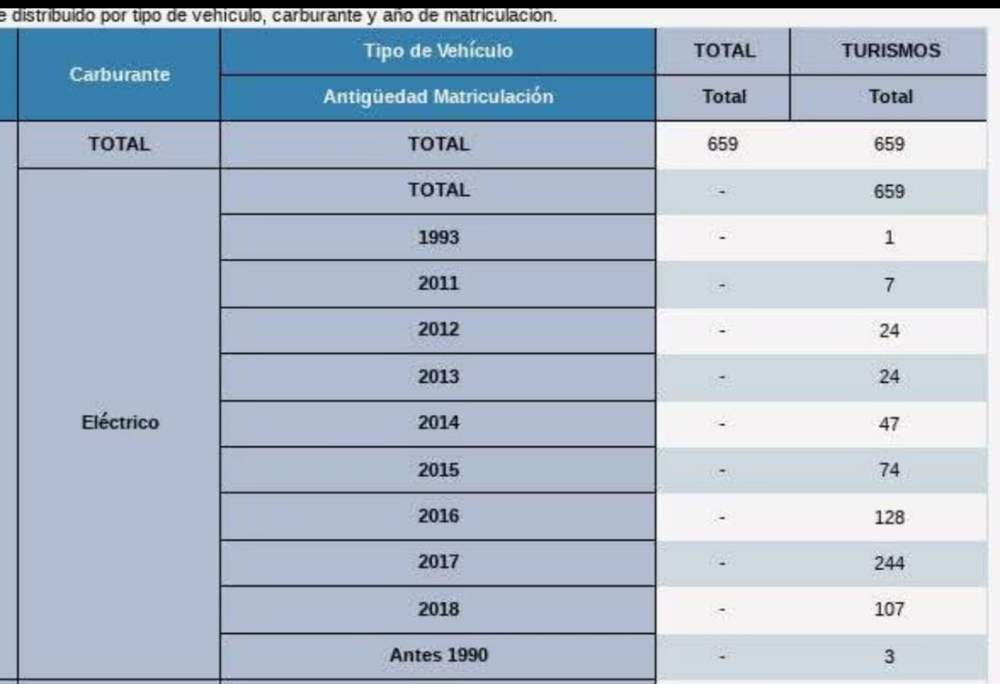 e distribuido por tipo de vehículo, carburante y año de matriculación.
Carburante Tipo de Vehículo TOTAL TURISMOS
Antigüedad Matriculación Total Total
TOTAL TOTAL 659 659
TOTAL - 659
1993 - 1
2011 - 7
2012 - 24
2013 - 24
Eléctrico 2014 - 47
2015 - 74
2016 - 128
2017 - 244
2018 - 107
Antes 1990 - 3